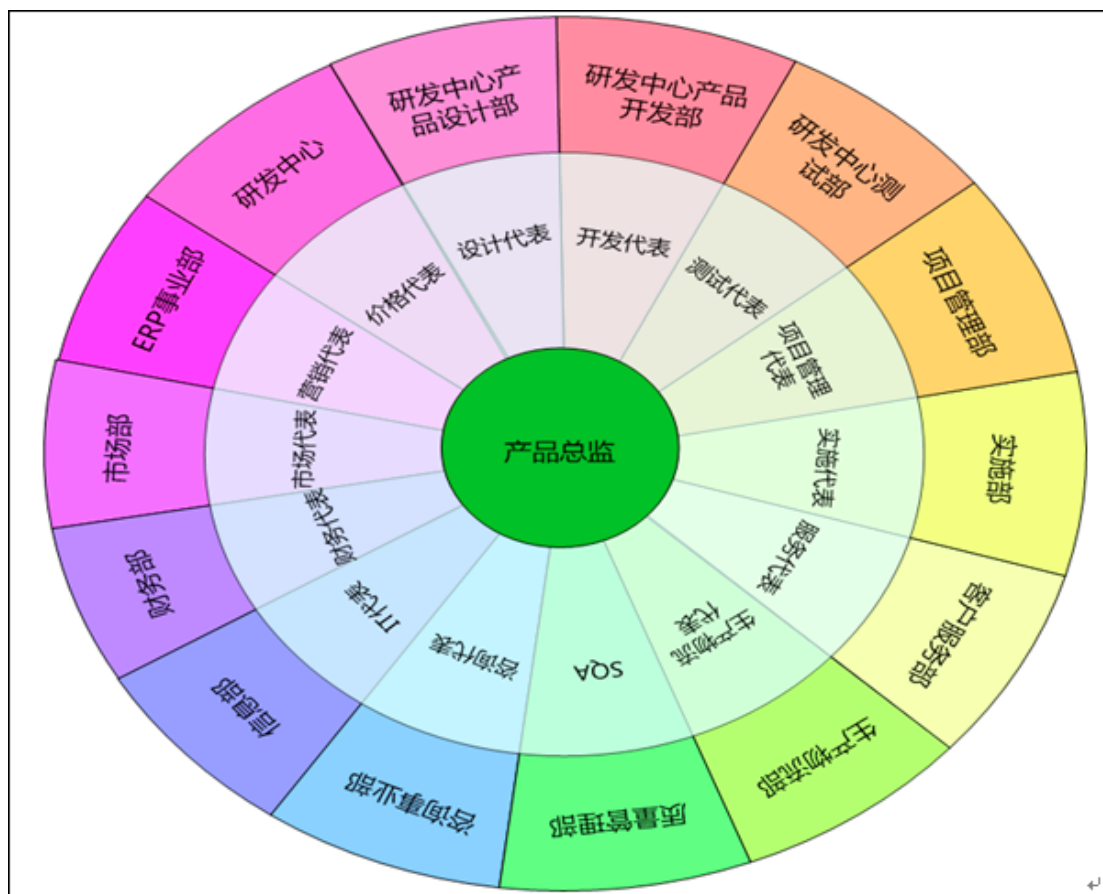 研发中心产
品设计部
研发中心产品
开发部
研发中心测
试部
项目管理部
实施部
客户服务部
生产物流部
质量管理部
咨询事业部
信息部
财务部
市场部
ERP事业部
研发中心
设计代表
开发代表
测试代表
项目管理
代表
实施代表
服务代表
生产物流
代表
SQA
咨询代表
IT代表
财务代表
市场代表
营销代表
价格代表
产品总监